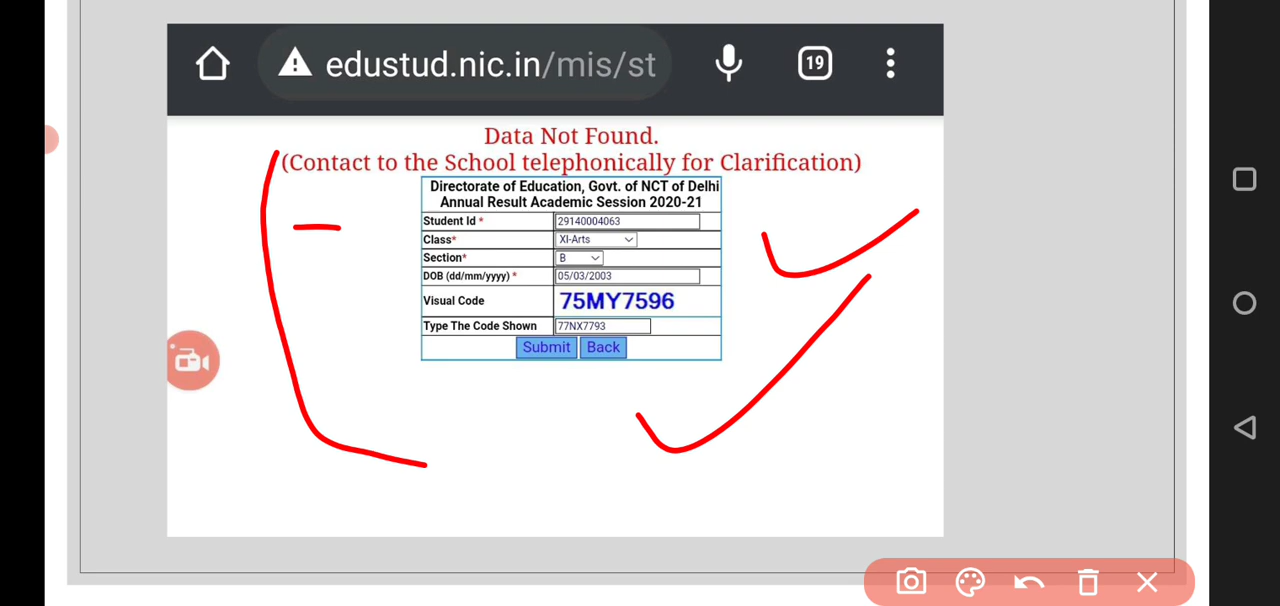 edustud.nic.in/mis/st
19
Data Not Found.
(Contact to the School telephonically for Clarification)
Directorate of Education, Govt. of NCT of Delhi
Annual Result Academic Session 2020-21
Student Id * 29140004063
Class* XI-Arts
Section* B
DOB (dd/mm/yyyy) * 05/03/2003
Visual Code 75MY7596
Type The Code Shown 77NX7793
Submit Back